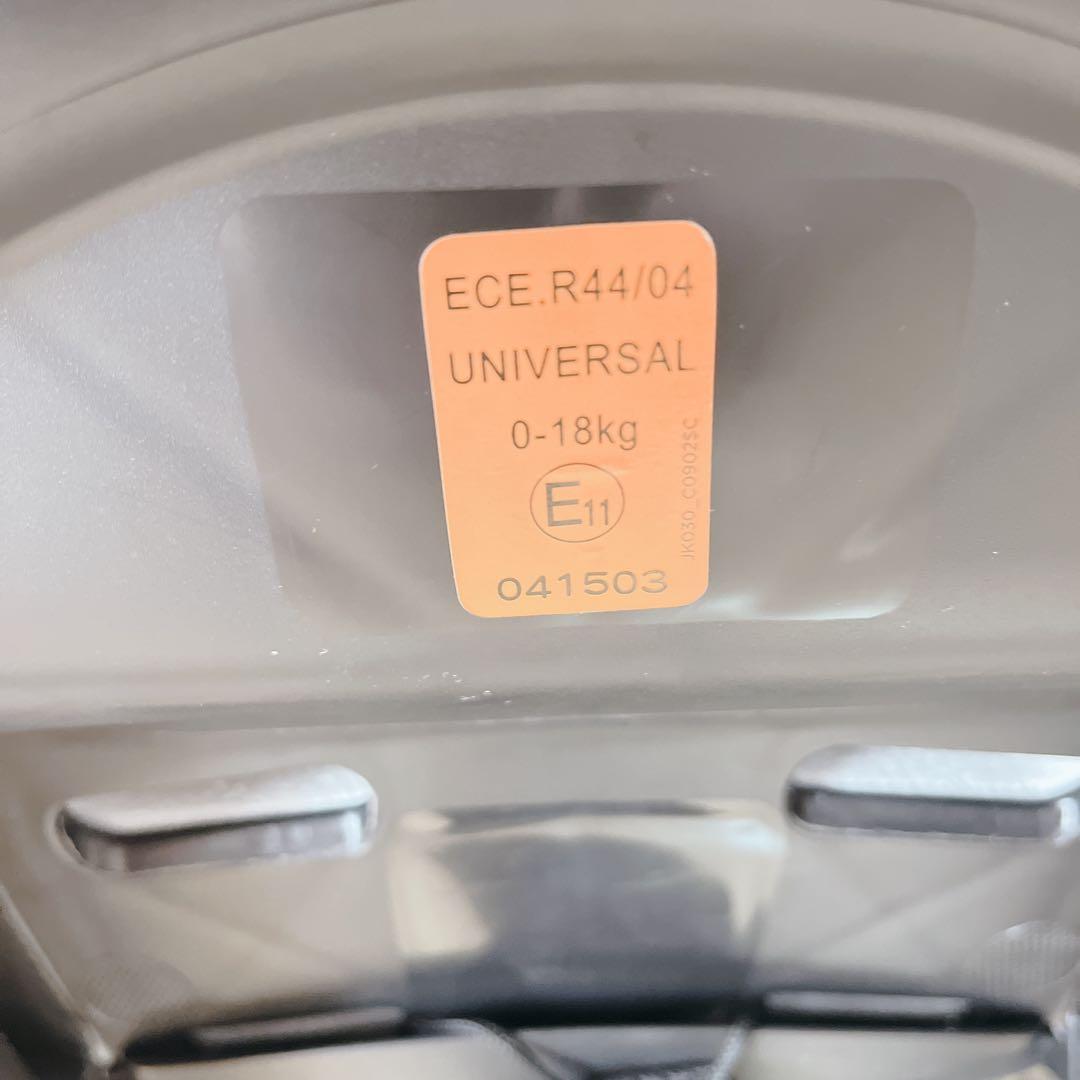 ECE.R44/04
UNIVERSAL
0-18kg
E11
041503
JK030_C0902SC